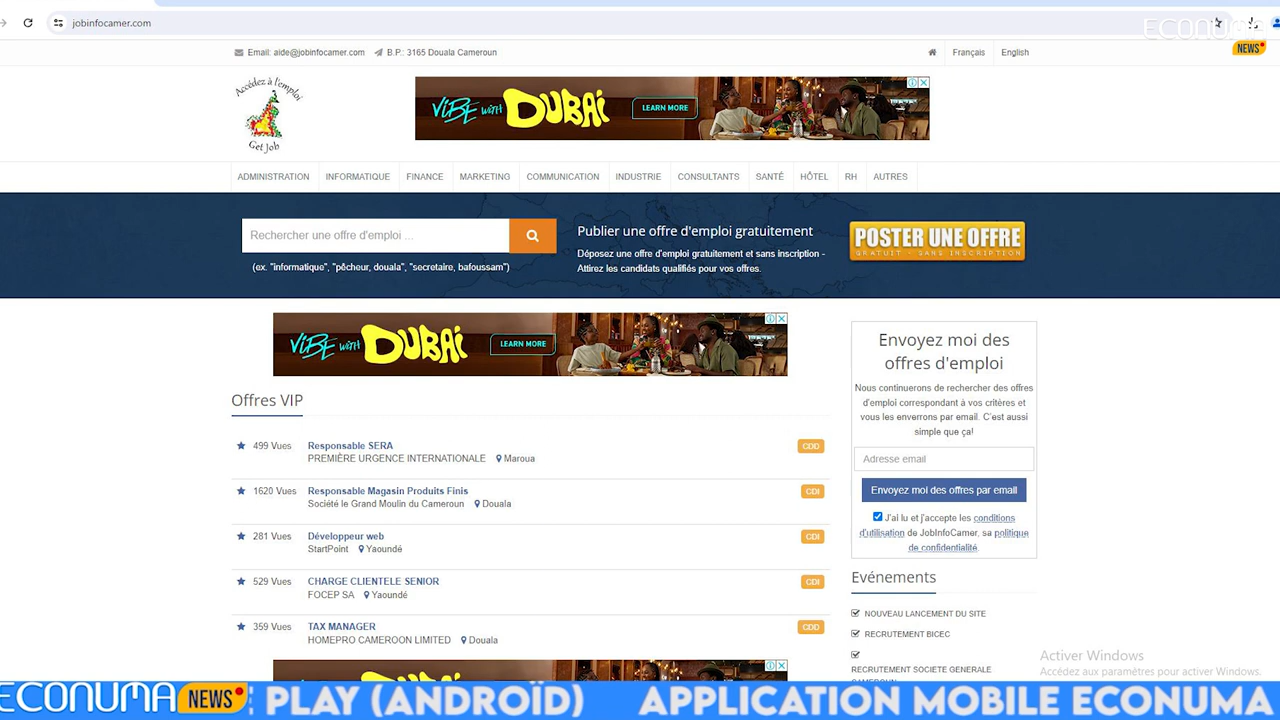 jobinfocamer.com
ECONUMA
NEWS
Email: aide@jobinfocamer.com
B.P.: 3165 Douala Cameroun
Français
English
Accédez à l'emploi
Get Job
VIBE WITH DUBAI
LEARN MORE
ADMINISTRATION
INFORMATIQUE
FINANCE
MARKETING
COMMUNICATION
INDUSTRIE
CONSULTANTS
SANTÉ
HÔTEL
RH
AUTRES
Rechercher une offre d'emploi ...
(ex. "informatique", "pêcheur, douala", "secretaire, bafoussam")
Publier une offre d'emploi gratuitement
Déposez une offre d'emploi gratuitement et sans inscription -
Attirez les candidats qualifiés pour vos offres.
POSTER UNE OFFRE
GRATUIT - SANS INSCRIPTION
VIBE WITH DUBAI
LEARN MORE
Offres VIP
499 Vues
Responsable SERA
CDD
PREMIÈRE URGENCE INTERNATIONALE
Maroua
1620 Vues
Responsable Magasin Produits Finis
CDI
Société le Grand Moulin du Cameroun
Douala
281 Vues
Développeur web
CDI
StartPoint
Yaoundé
529 Vues
CHARGE CLIENTELE SENIOR
CDI
FOCEP SA
Yaoundé
359 Vues
TAX MANAGER
CDD
HOMEPRO CAMEROON LIMITED
Douala
Envoyez moi des
offres d'emploi
Nous continuerons de rechercher des offres
d'emploi correspondant à vos critères et
vous les enverrons par email. C'est aussi
simple que ça!
Adresse email
Envoyez moi des offres par email
J'ai lu et j'accepte les conditions
d'utilisation de JobInfoCamer, sa politique
de confidentialité.
Evénements
NOUVEAU LANCEMENT DU SITE
RECRUTEMENT BICEC
RECRUTEMENT SOCIETE GENERALE
CAMEROUN
Activer Windows
Accédez aux paramètres pour activer Windows.
ECONUMA NEWS
E PLAY (ANDROÏD)
APPLICATION MOBILE ECONUMA